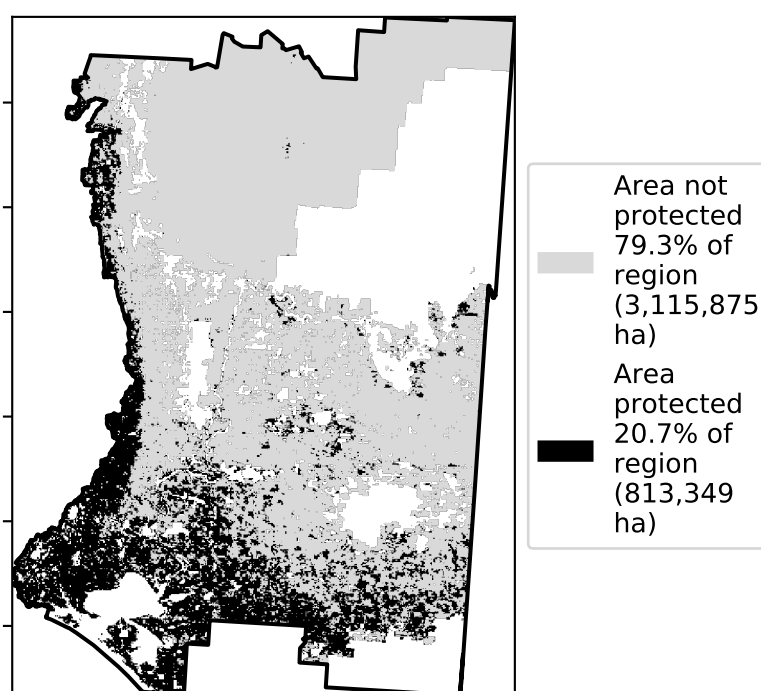 Area not
protected
79.3% of
region
(3,115,875
ha)
Area
protected
20.7% of
region
(813,349
ha)